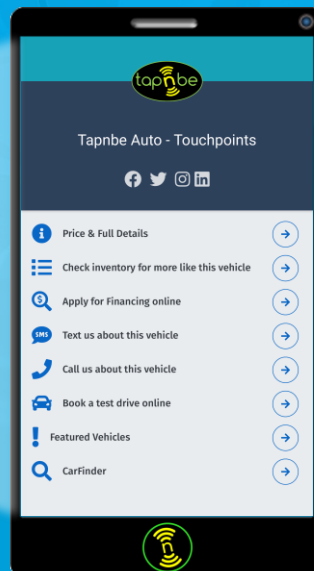 tapnbe
Tapnbe Auto - Touchpoints
Price & Full Details
Check inventory for more like this vehicle
Apply for Financing online
SMS
Text us about this vehicle
Call us about this vehicle
Book a test drive online
Featured Vehicles
CarFinder
n